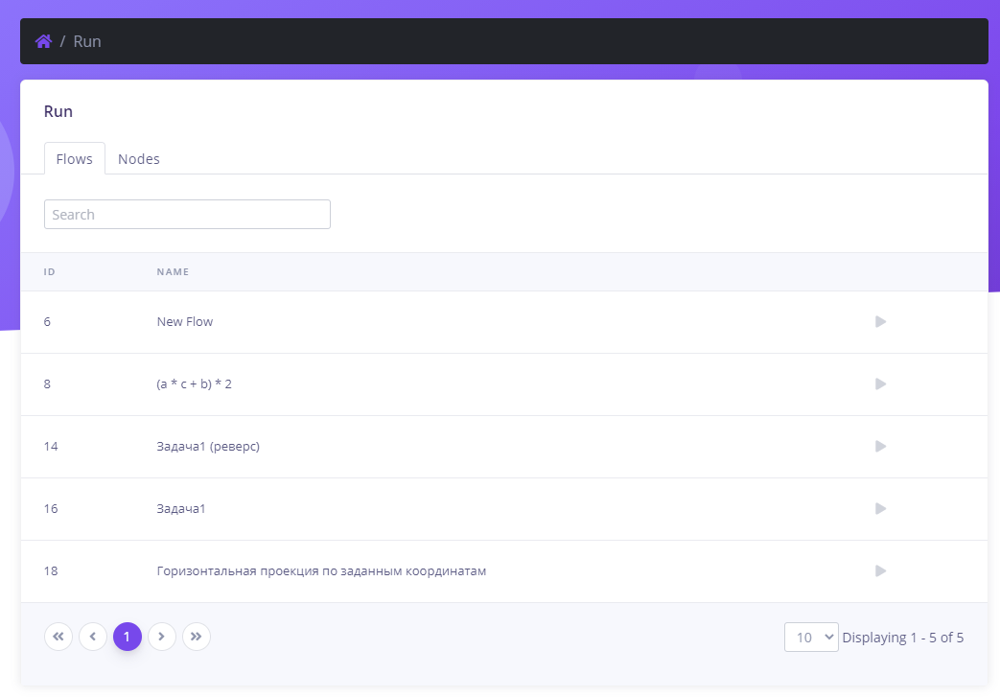 / Run
Run
Flows Nodes
Search
ID NAME
6 New Flow
8 (a * c + b) * 2
14 Задача1 (реверс)
16 Задача1
18 Горизонтальная проекция по заданным координатам
1 10 Displaying 1 - 5 of 5